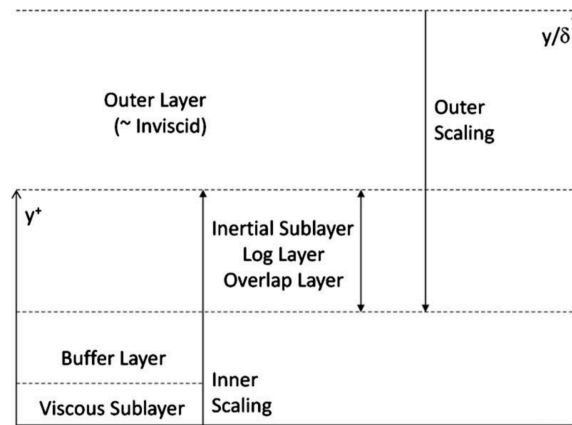 y/δ
Outer Layer
(~ Inviscid)
Outer
Scaling
y+
Inertial Sublayer
Log Layer
Overlap Layer
Buffer Layer
Inner
Scaling
Viscous Sublayer